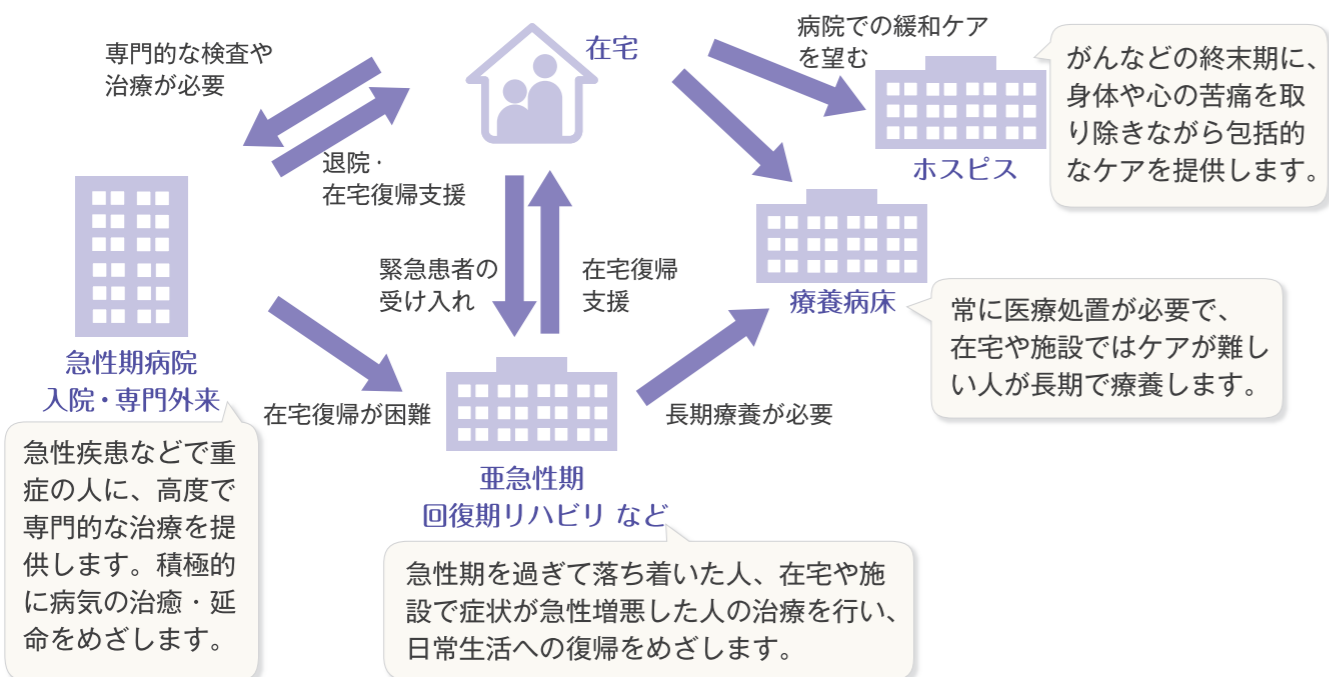 専門的な検査や
治療が必要
在宅
病院での緩和ケア
を望む
がんなどの終末期に、
身体や心の苦痛を取
り除きながら包括的
なケアを提供します。
ホスピス
退院・
在宅復帰支援
緊急患者の
受け入れ
在宅復帰
支援
療養病床
常に医療処置が必要で、
在宅や施設ではケアが難し
い人が長期で療養します。
急性期病院
入院・専門外来
在宅復帰が困難
長期療養が必要
急性疾患などで重
症の人に、高度で
専門的な治療を提
供します。積極的
に病気の治癒・延
命をめざします。
亜急性期
回復期リハビリ など
急性期を過ぎて落ち着いた人、在宅や施
設で症状が急性増悪した人の治療を行い、
日常生活への復帰をめざします。